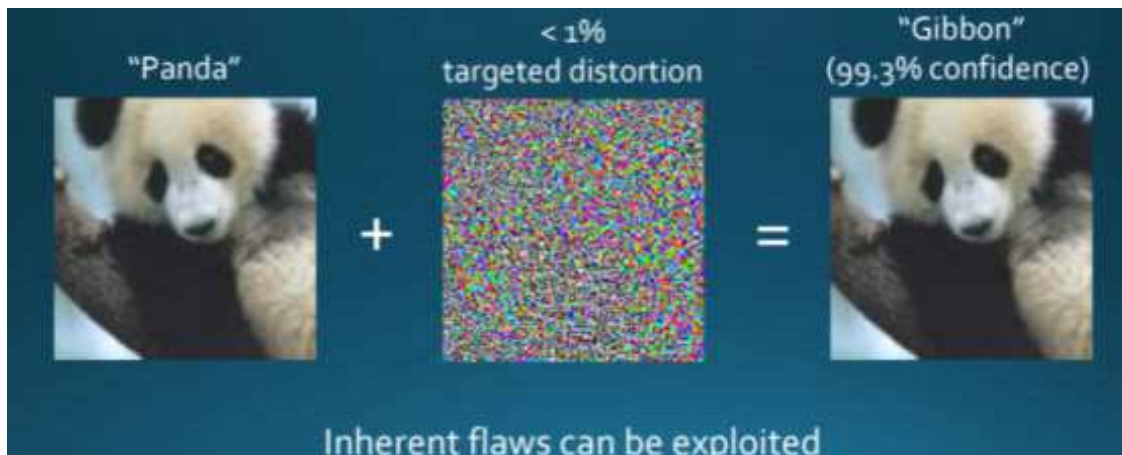 "Panda"
< 1%
targeted distortion
"Gibbon"
(99.3% confidence)
+
=
Inherent flaws can be exploited